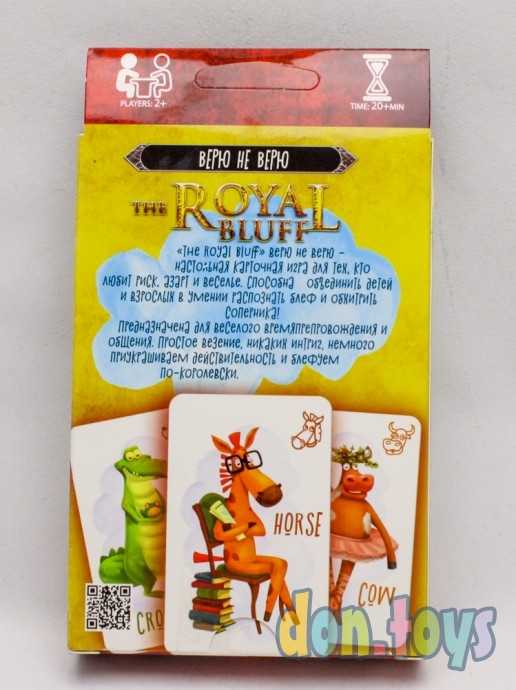 PLAYERS: 2+
TIME: 20+MIN
ВЕРЮ НЕ ВЕРЮ
THE ROYAL
BLUFF
«The Royal Bluff» верю не верю –
настольная карточная игра для тех, кто
любит риск, азарт и веселье. Способна объединить детей
и взрослых в умении распознать блеф и обхитрить
соперника!
Предназначена для веселого времяпрепровождения и
общения. Простое везение, никаких интриг, немного
приукрашиваем действительность и блефуем
по-королевски.
HORSE
COW
CRO
don.toys